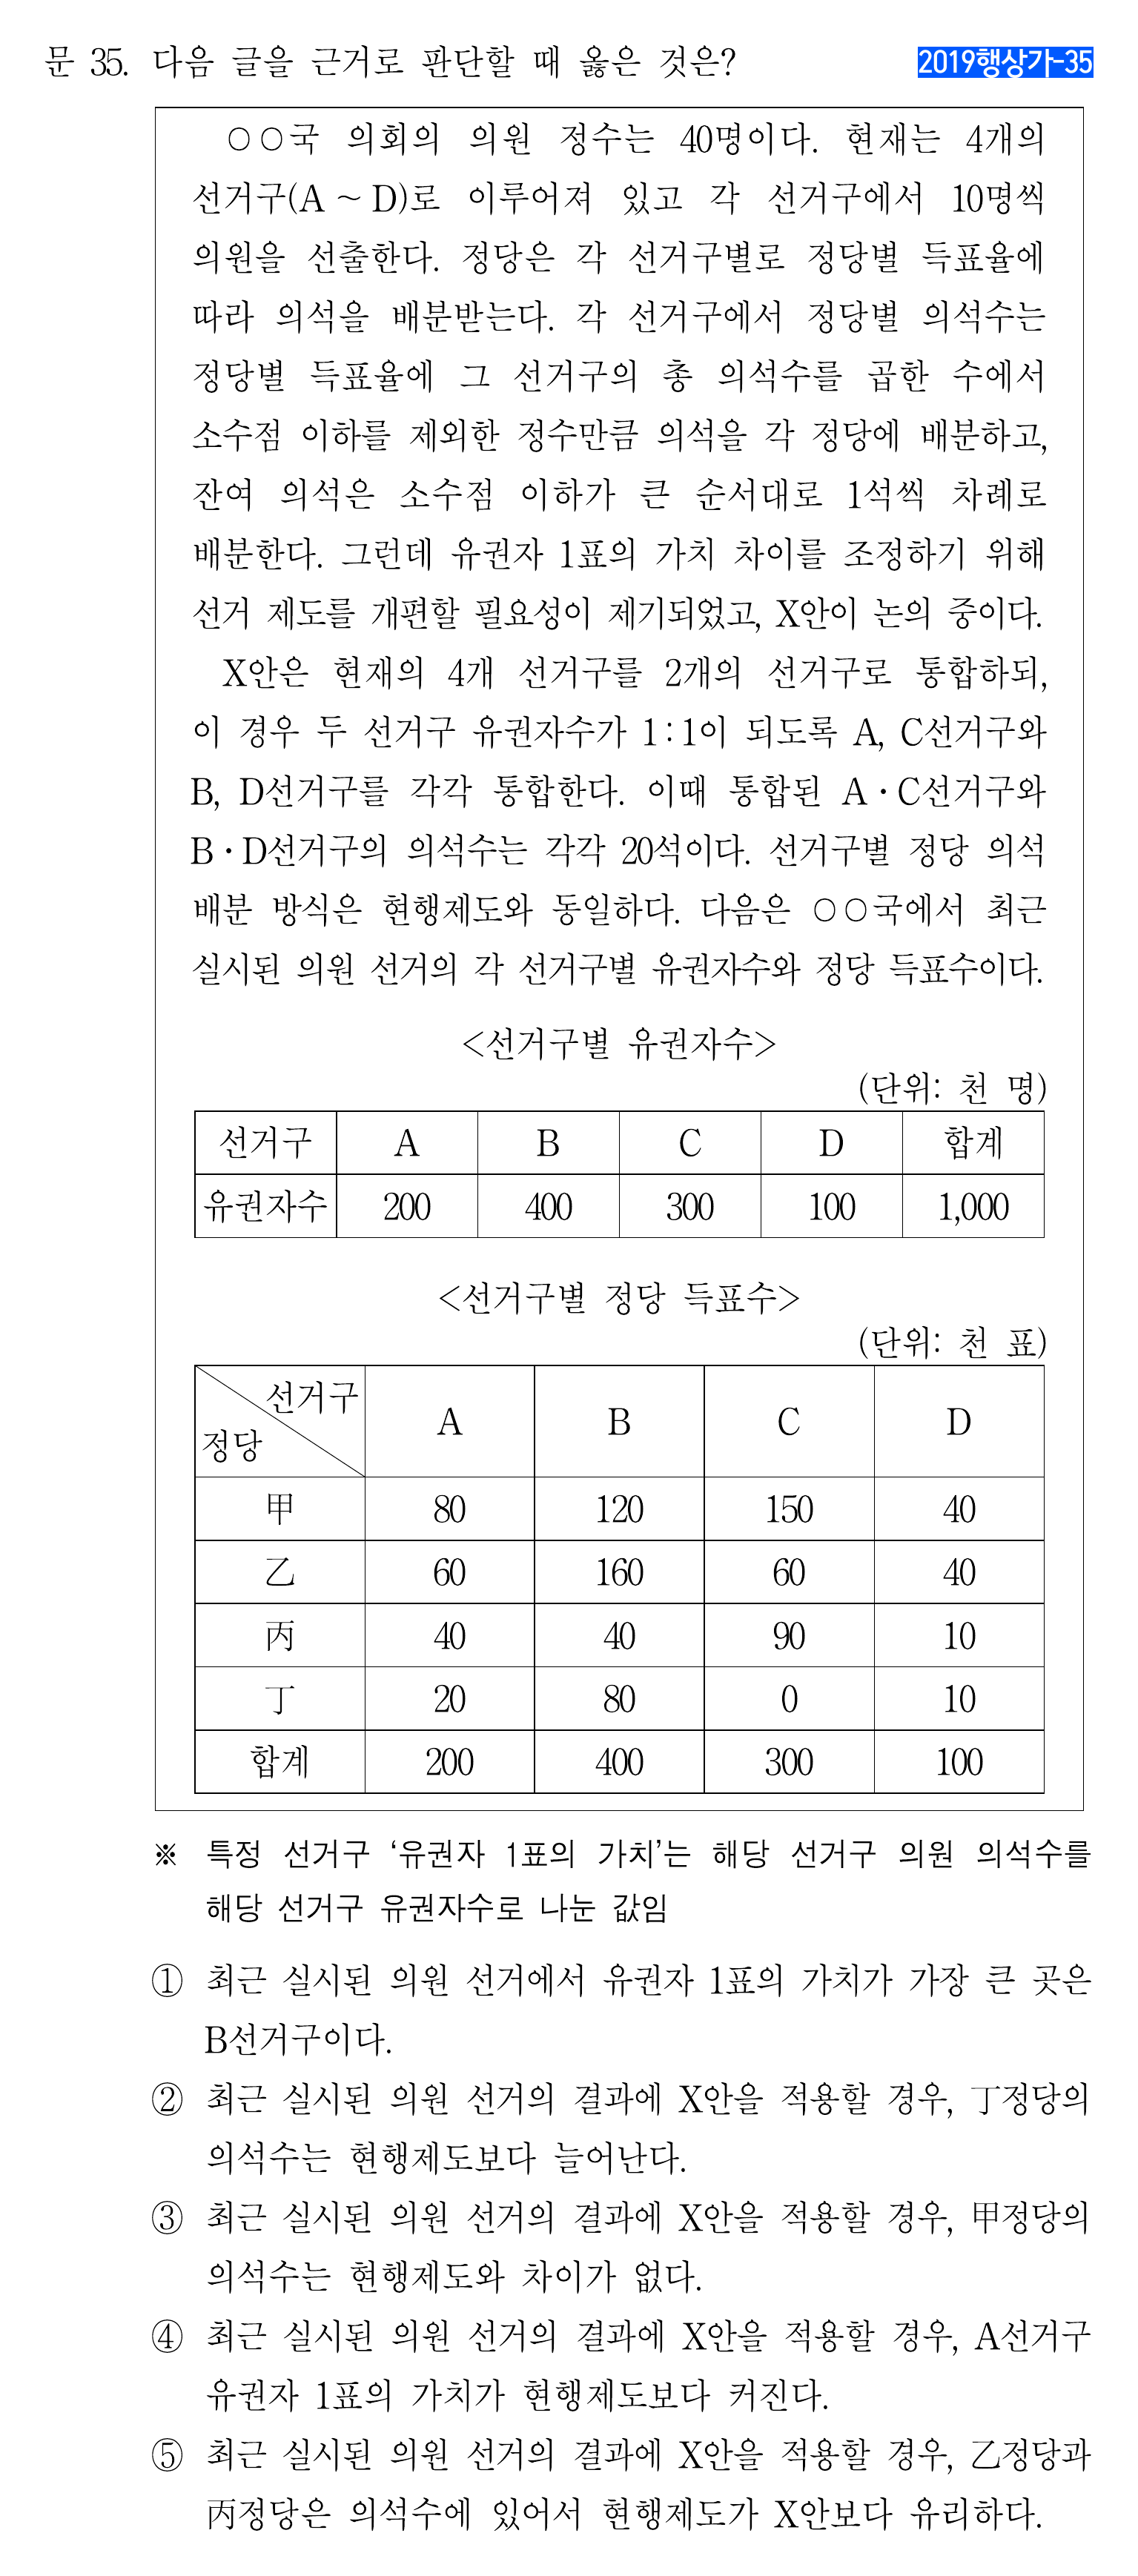 문 35. 다음 글을 근거로 판단할 때 옳은 것은?
2019행상가-35
○○국 의회의 의원 정수는 40명이다. 현재는 4개의
선거구(A ~ D)로 이루어져 있고 각 선거구에서 10명씩
의원을 선출한다. 정당은 각 선거구별로 정당별 득표율에
따라 의석을 배분받는다. 각 선거구에서 정당별 의석수는
정당별 득표율에 그 선거구의 총 의석수를 곱한 수에서
소수점 이하를 제외한 정수만큼 의석을 각 정당에 배분하고,
잔여 의석은 소수점 이하가 큰 순서대로 1석씩 차례로
배분한다. 그런데 유권자 1표의 가치 차이를 조정하기 위해
선거 제도를 개편할 필요성이 제기되었고, X안이 논의 중이다.
X안은 현재의 4개 선거구를 2개의 선거구로 통합하되,
이 경우 두 선거구 유권자수가 1:1이 되도록 A, C선거구와
B, D선거구를 각각 통합한다. 이때 통합된 A·C선거구와
B·D선거구의 의석수는 각각 20석이다. 선거구별 정당 의석
배분 방식은 현행제도와 동일하다. 다음은 ○○국에서 최근
실시된 의원 선거의 각 선거구별 유권자수와 정당 득표수이다.
<선거구별 유권자수>
(단위: 천 명)
선거구 A B C D 합계
유권자수 200 400 300 100 1,000
<선거구별 정당 득표수>
(단위: 천 표)
선거구
정당 A B C D
甲 80 120 150 40
乙 60 160 60 40
丙 40 40 90 10
丁 20 80 0 10
합계 200 400 300 100
※ 특정 선거구 ‘유권자 1표의 가치’는 해당 선거구 의원 의석수를
해당 선거구 유권자수로 나눈 값임
① 최근 실시된 의원 선거에서 유권자 1표의 가치가 가장 큰 곳은
B선거구이다.
② 최근 실시된 의원 선거의 결과에 X안을 적용할 경우, 丁정당의
의석수는 현행제도보다 늘어난다.
③ 최근 실시된 의원 선거의 결과에 X안을 적용할 경우, 甲정당의
의석수는 현행제도와 차이가 없다.
④ 최근 실시된 의원 선거의 결과에 X안을 적용할 경우, A선거구
유권자 1표의 가치가 현행제도보다 커진다.
⑤ 최근 실시된 의원 선거의 결과에 X안을 적용할 경우, 乙정당과
丙정당은 의석수에 있어서 현행제도가 X안보다 유리하다.